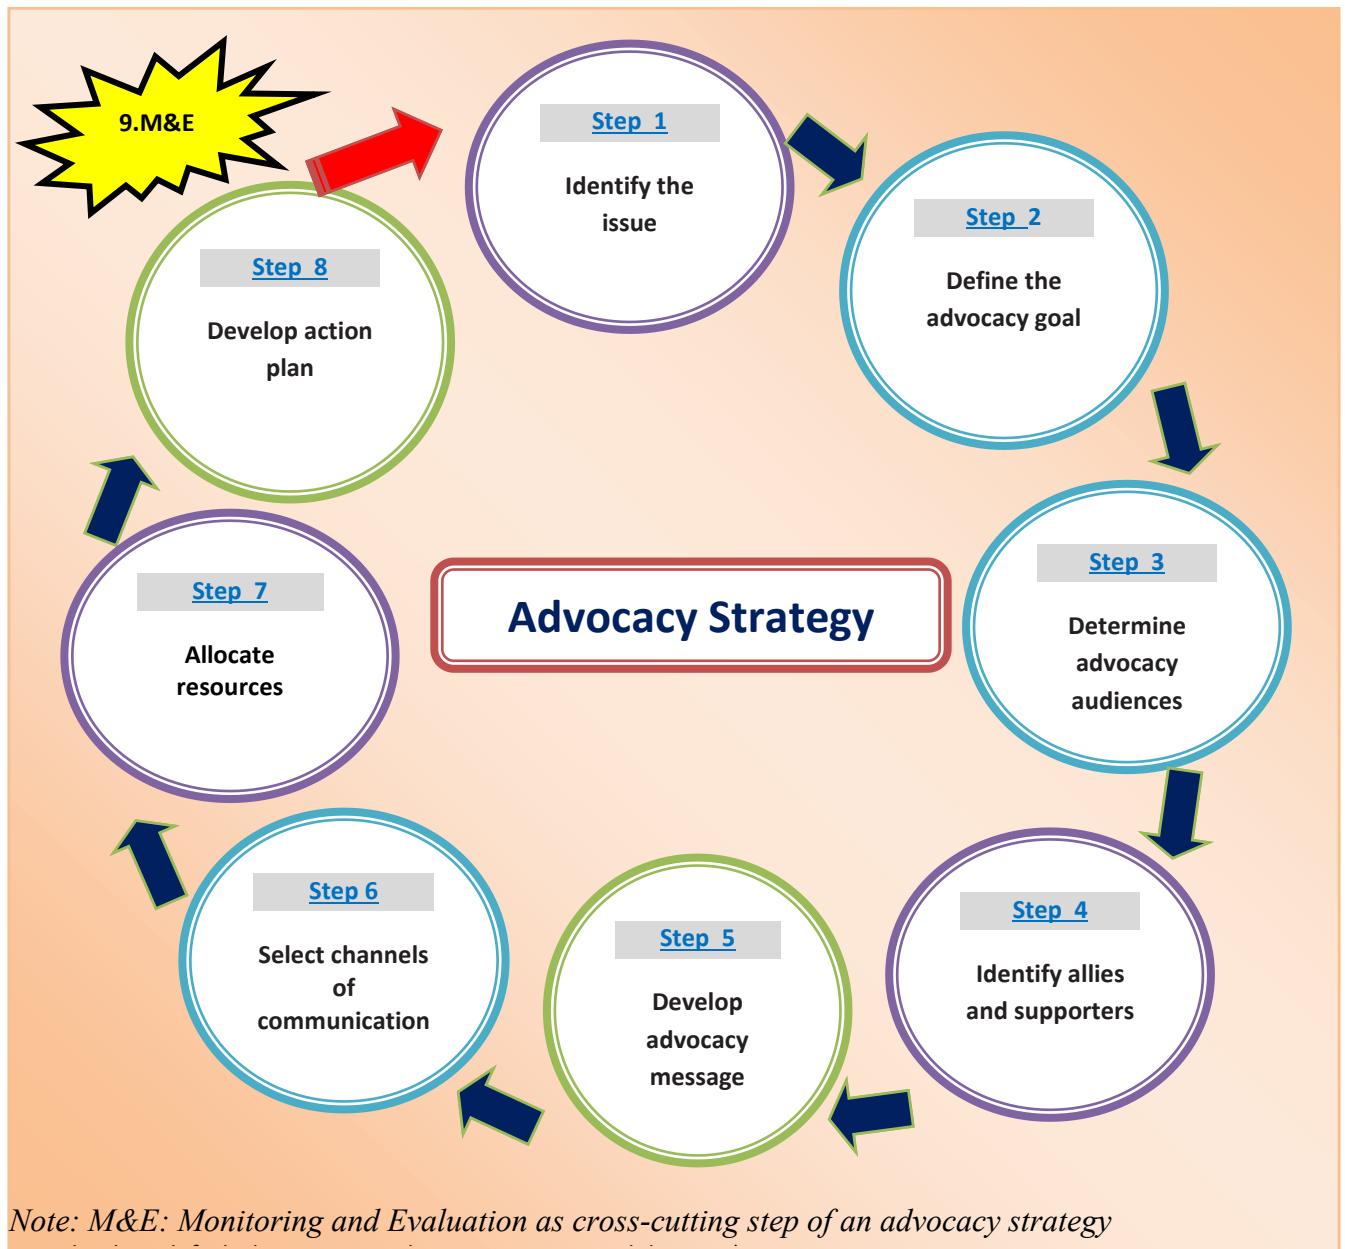 9.M&E
Step 1
Identify the
issue
Step 2
Define the
advocacy goal
Step 3
Determine
advocacy
audiences
Step 4
Identify allies
and supporters
Step 5
Develop
advocacy
message
Step 6
Select channels
of
communication
Step 7
Allocate
resources
Step 8
Develop action
plan
Advocacy Strategy
Note: M&E: Monitoring and Evaluation as cross-cutting step of an advocacy strategy